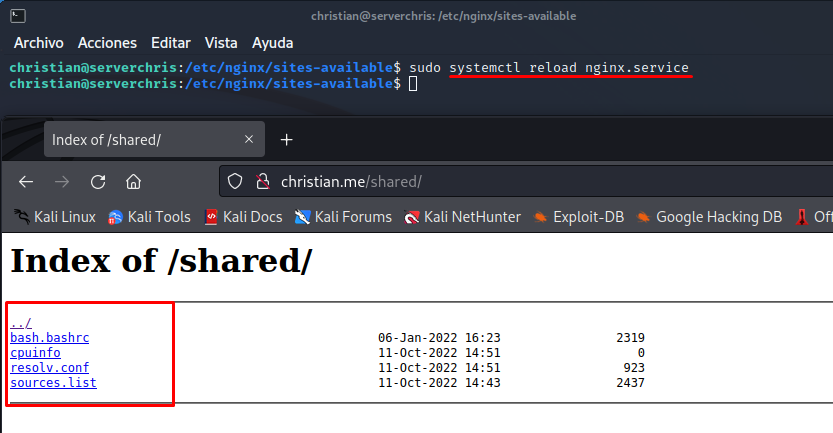 christian@serverchris: /etc/nginx/sites-available
Archivo Acciones Editar Vista Ayuda
christian@serverchris:/etc/nginx/sites-available$ sudo systemctl reload nginx.service
christian@serverchris:/etc/nginx/sites-available$
Index of /shared/
christian.me/shared/
Kali Linux Kali Tools Kali Docs Kali Forums Kali NetHunter Exploit-DB Google Hacking DB Off
Index of /shared/
../
bash.bashrc 06-Jan-2022 16:23 2319
cpuinfo 11-Oct-2022 14:51 0
resolv.conf 11-Oct-2022 14:51 923
sources.list 11-Oct-2022 14:43 2437